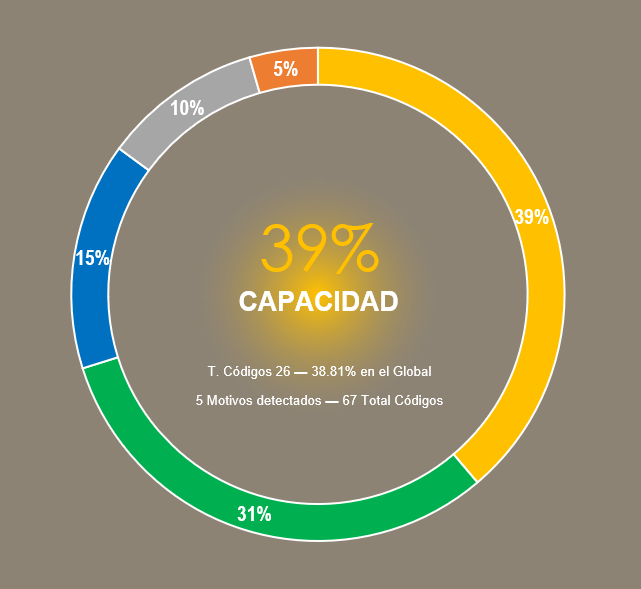 5%
10%
39%
15%
39%
CAPACIDAD
T. Códigos 26 — 38.81% en el Global
5 Motivos detectados — 67 Total Códigos
31%